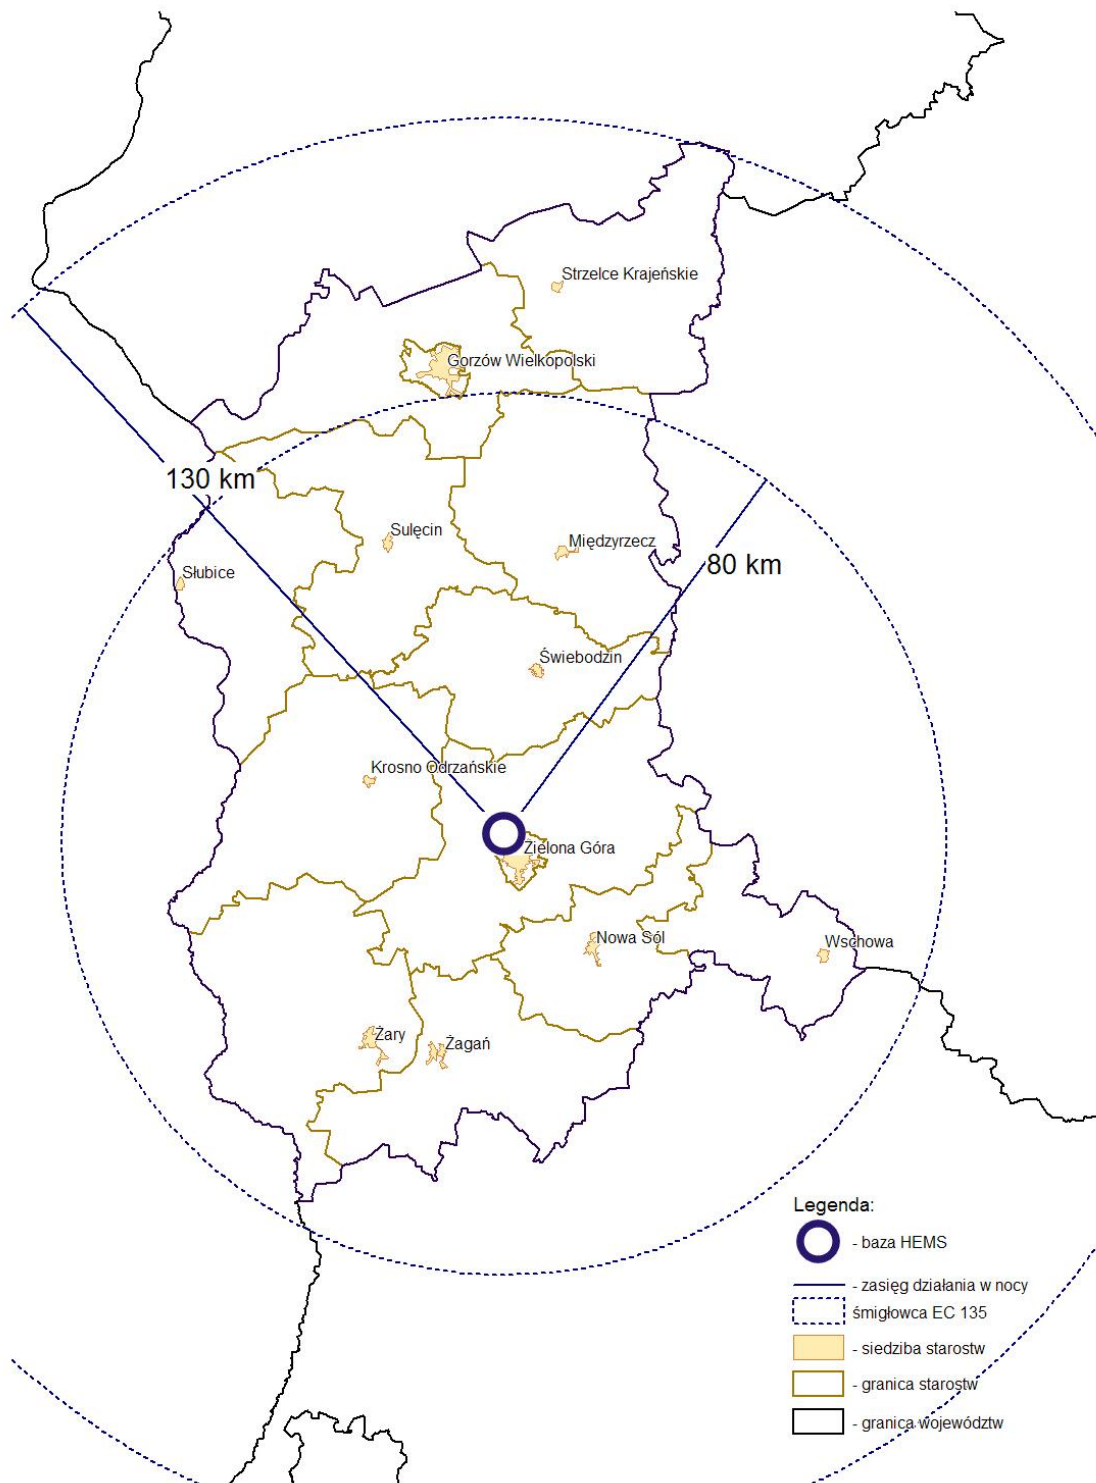 Strzelce Krajeńskie
Gorzów Wielkopolski
130 km
Sulęcin
Międzyrzecz
80 km
Słubice
Świebodzin
Krosno Odrzańskie
Zielona Góra
Nowa Sól
Wschowa
Żary
Żagań
Legenda:
- baza HEMS
- zasięg działania w nocy
śmigłowca EC 135
- siedziba starostw
- granica starostw
- granica województw